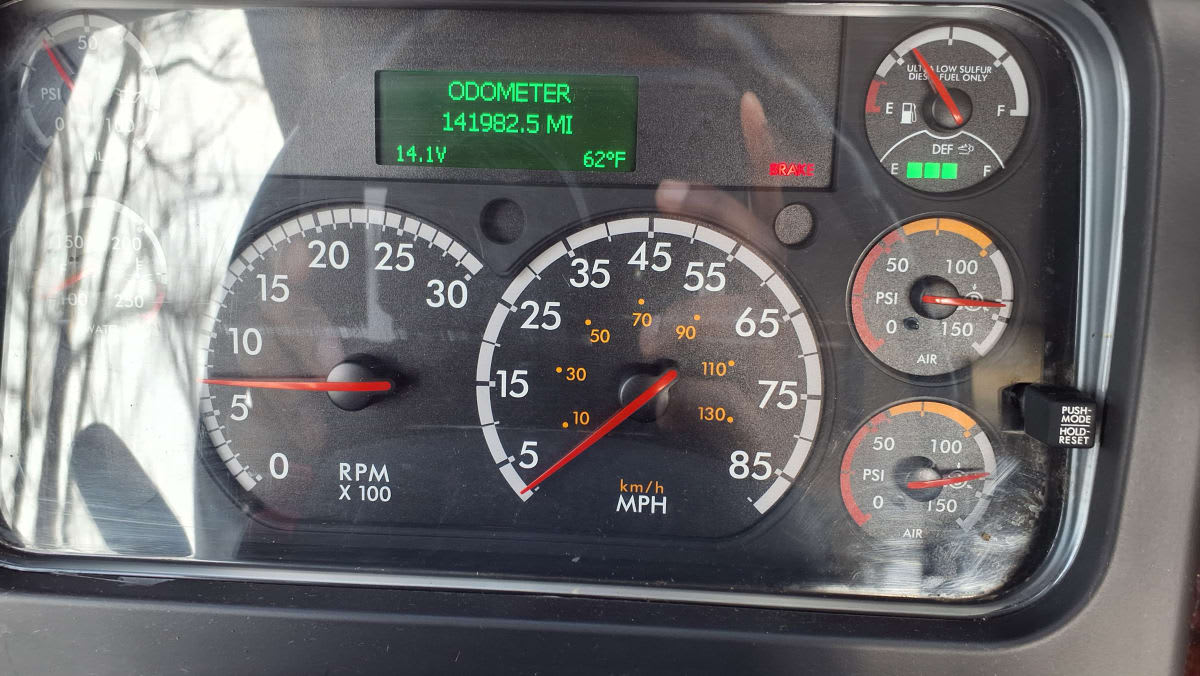 50
PSI
0
100
150
200
100
250
WATER
ODOMETER
141982.5 MI
14.1V
62°F
BRAKE
ULTRA LOW SULFUR
DIESEL FUEL ONLY
E
F
DEF
E
F
0
5
10
15
20
25
30
RPM
X 100
5
15
25
35
45
55
65
75
85
10
30
50
70
90
110
130
km/h
MPH
50
100
PSI
0
150
AIR
50
100
PSI
0
150
AIR
PUSH-
MODE
HOLD-
RESET